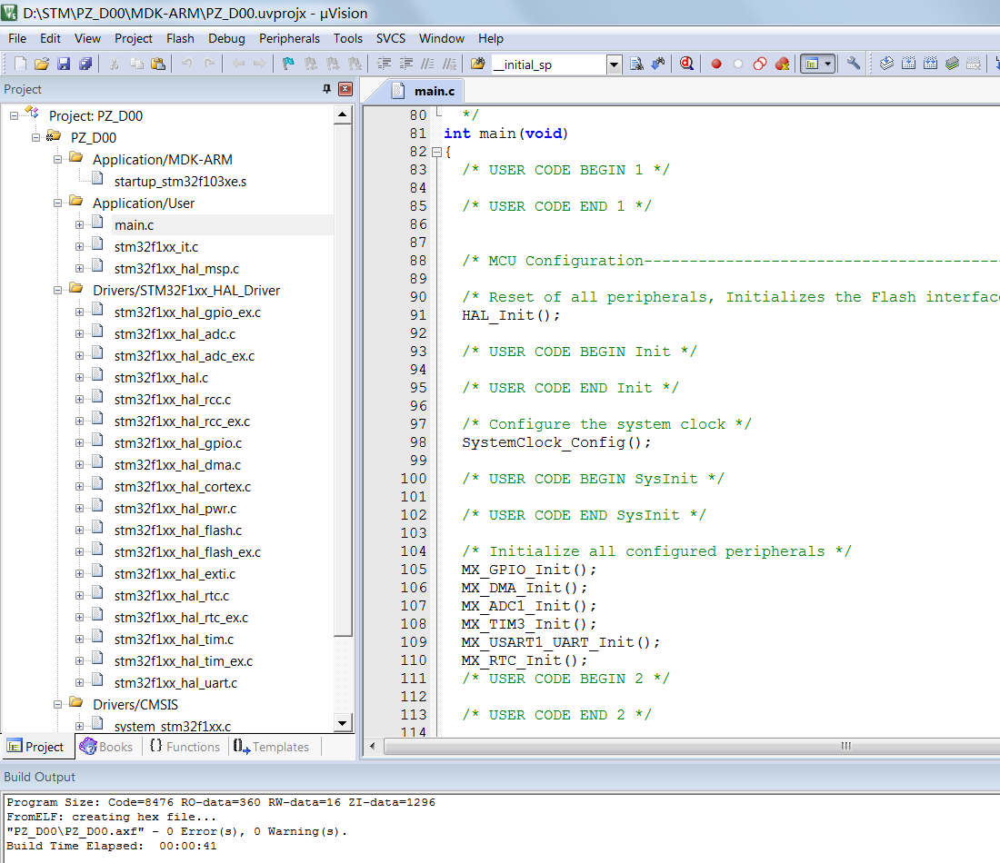 D:\STM\PZ_D00\MDK-ARM\PZ_D00.uvprojx - µVision
File Edit View Project Flash Debug Peripherals Tools SVCS Window Help
__initial_sp
Project
Project: PZ_D00
PZ_D00
Application/MDK-ARM
startup_stm32f103xe.s
Application/User
main.c
stm32f1xx_it.c
stm32f1xx_hal_msp.c
Drivers/STM32F1xx_HAL_Driver
stm32f1xx_hal_gpio_ex.c
stm32f1xx_hal_adc.c
stm32f1xx_hal_adc_ex.c
stm32f1xx_hal.c
stm32f1xx_hal_rcc.c
stm32f1xx_hal_rcc_ex.c
stm32f1xx_hal_gpio.c
stm32f1xx_hal_dma.c
stm32f1xx_hal_cortex.c
stm32f1xx_hal_pwr.c
stm32f1xx_hal_flash.c
stm32f1xx_hal_flash_ex.c
stm32f1xx_hal_exti.c
stm32f1xx_hal_rtc.c
stm32f1xx_hal_rtc_ex.c
stm32f1xx_hal_tim.c
stm32f1xx_hal_tim_ex.c
stm32f1xx_hal_uart.c
Drivers/CMSIS
system_stm32f1xx.c
Project Books {} Functions Templates
main.c
80 */
81 int main(void)
82 {
83 /* USER CODE BEGIN 1 */
84
85 /* USER CODE END 1 */
86
87
88 /* MCU Configuration----------------------------------------
89
90 /* Reset of all peripherals, Initializes the Flash interfac
91 HAL_Init();
92
93 /* USER CODE BEGIN Init */
94
95 /* USER CODE END Init */
96
97 /* Configure the system clock */
98 SystemClock_Config();
99
100 /* USER CODE BEGIN SysInit */
101
102 /* USER CODE END SysInit */
103
104 /* Initialize all configured peripherals */
105 MX_GPIO_Init();
106 MX_DMA_Init();
107 MX_ADC1_Init();
108 MX_TIM3_Init();
109 MX_USART1_UART_Init();
110 MX_RTC_Init();
111 /* USER CODE BEGIN 2 */
112
113 /* USER CODE END 2 */
114
Build Output
Program Size: Code=8476 RO-data=360 RW-data=16 ZI-data=1296
FromELF: creating hex file...
"PZ_D00\PZ_D00.axf" - 0 Error(s), 0 Warning(s).
Build Time Elapsed:  00:00:41